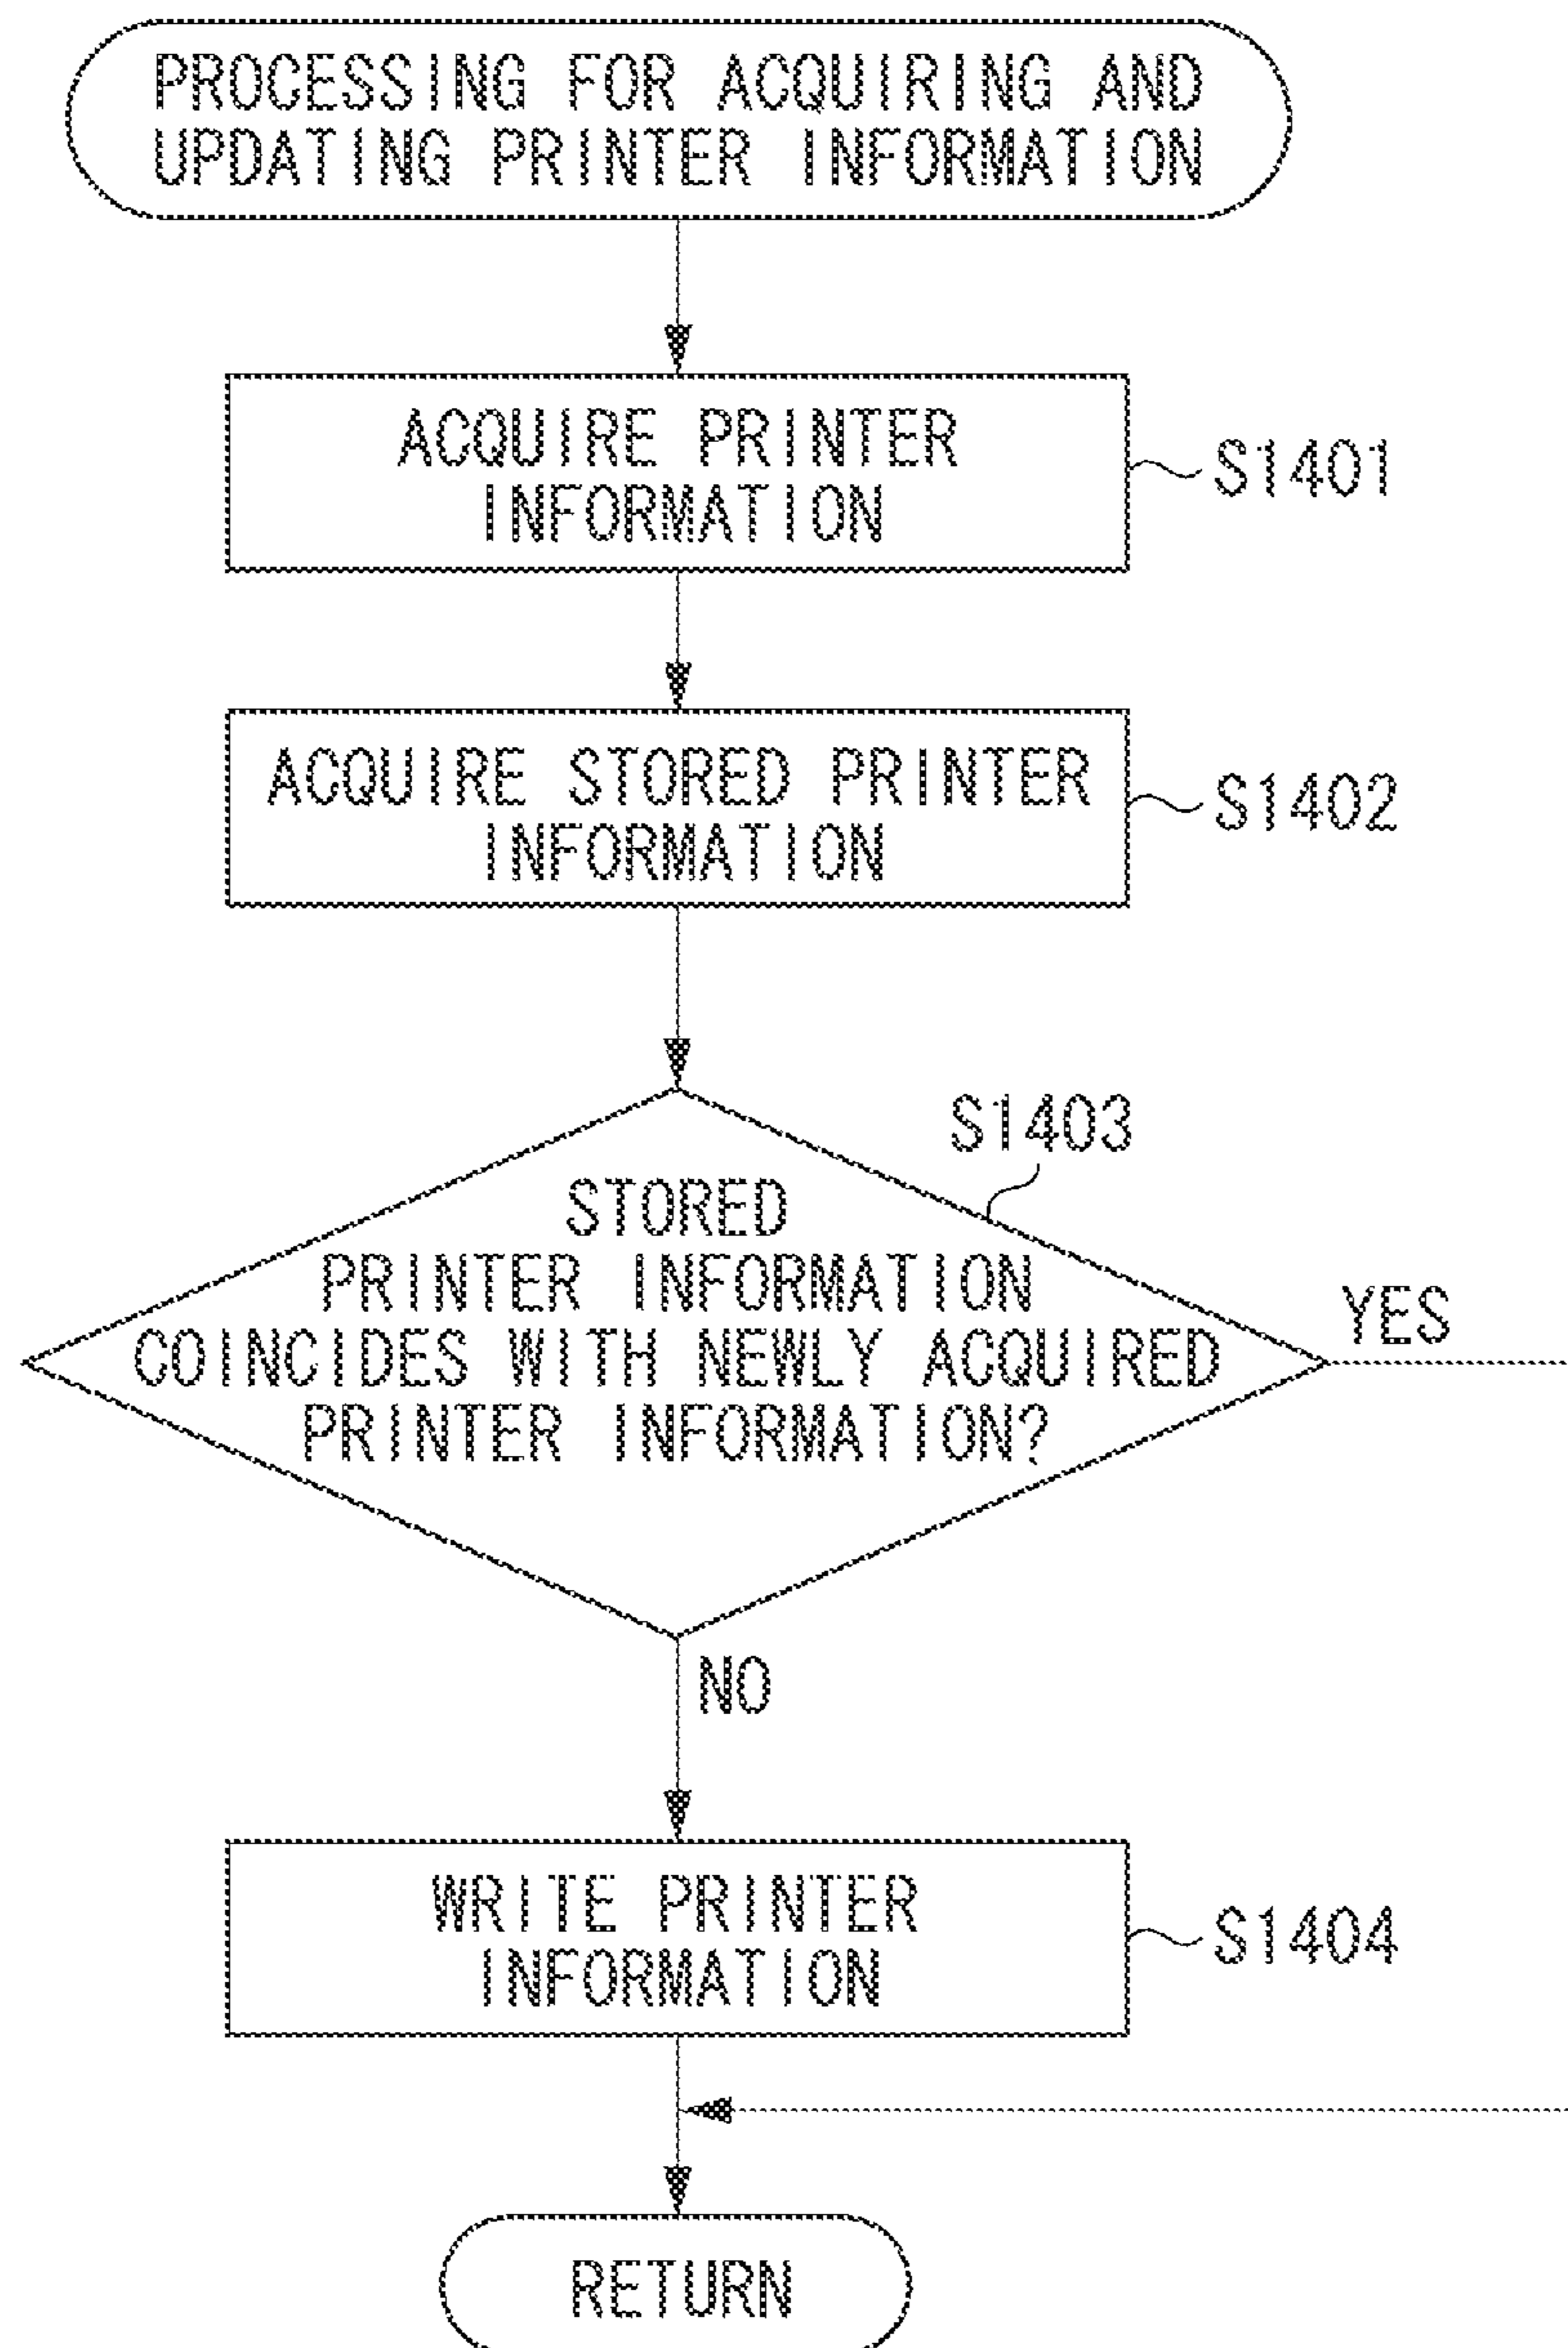 PROCESSING FOR ACQUIRING AND
UPDATING PRINTER INFORMATION
ACQUIRE PRINTER
INFORMATION
S1401
ACQUIRE STORED PRINTER
INFORMATION
S1402
S1403
STORED
PRINTER INFORMATION
COINCIDES WITH NEWLY ACQUIRED
PRINTER INFORMATION?
YES
NO
WRITE PRINTER
INFORMATION
S1404
RETURN